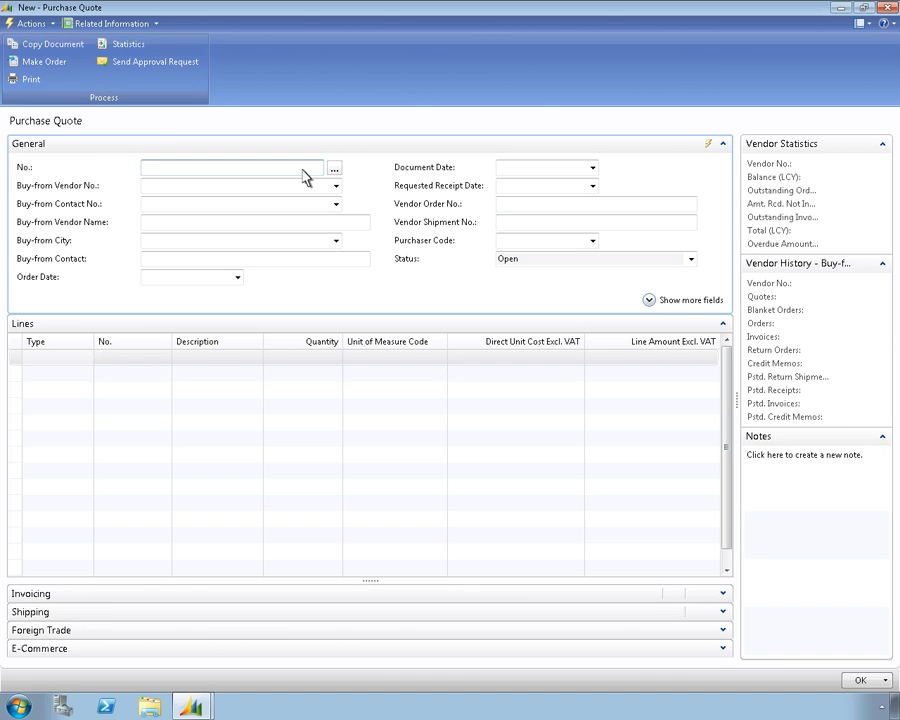 New - Purchase Quote
Actions
Related Information
Copy Document
Statistics
Make Order
Send Approval Request
Print
Process
Purchase Quote
General
No.:
...
Document Date:
Buy-from Vendor No.:
Requested Receipt Date:
Buy-from Contact No.:
Vendor Order No.:
Buy-from Vendor Name:
Vendor Shipment No.:
Buy-from City:
Purchaser Code:
Buy-from Contact:
Status:
Open
Order Date:
Show more fields
Lines
Type No. Description Quantity Unit of Measure Code Direct Unit Cost Excl. VAT Line Amount Excl. VAT
Invoicing
Shipping
Foreign Trade
E-Commerce
Vendor Statistics
Vendor No.:
Balance (LCY):
Outstanding Ord...
Amt. Rcd. Not In...
Outstanding Invo...
Total (LCY):
Overdue Amount...
Vendor History - Buy-f...
Vendor No.:
Quotes:
Blanket Orders:
Orders:
Invoices:
Return Orders:
Credit Memos:
Pstd. Return Shipme...
Pstd. Receipts:
Pstd. Invoices:
Pstd. Credit Memos:
Notes
Click here to create a new note.
OK